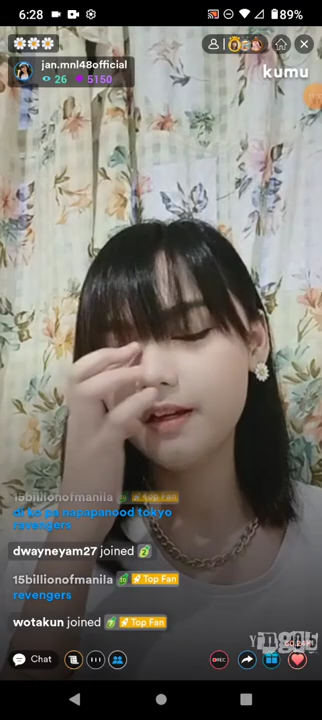 6:28
89%
jan.mnl48official
26 5150
kumu
15billionofmanila Top Fan
di ko pa napapanood tokyo
revengers
dwayneyam27 joined
15billionofmanila Top Fan
revengers
wotakun joined Top Fan
Chat
REC